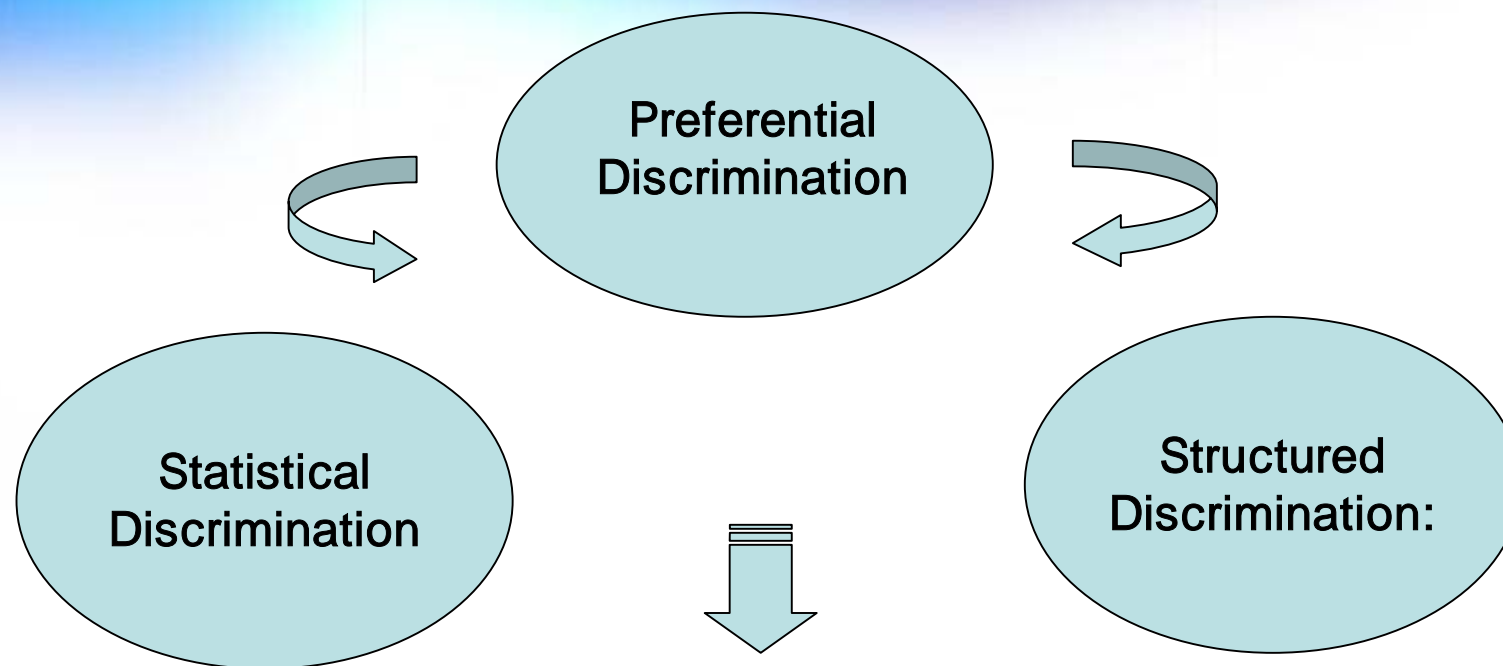 Preferential
Discrimination
Statistical
Discrimination
Structured
Discrimination: